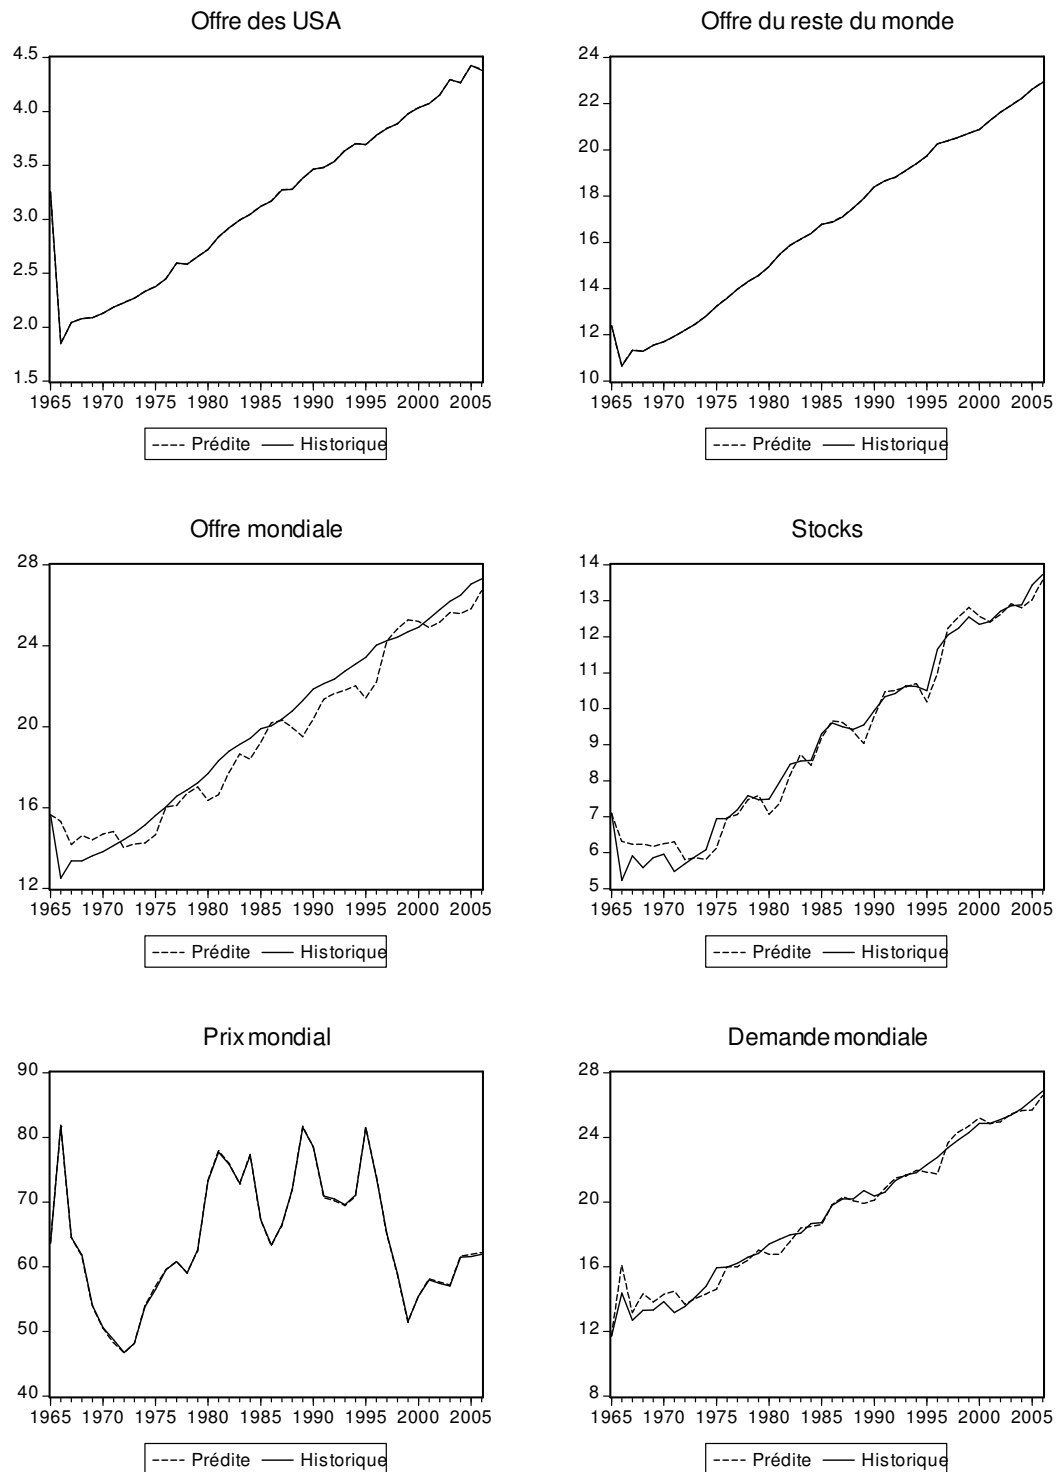 Offre des USA
4.5
4.0
3.5
3.0
2.5
2.0
1.5
1965 1970 1975 1980 1985 1990 1995 2000 2005
Prédite Historique
Offre du reste du monde
24
22
20
18
16
14
12
10
1965 1970 1975 1980 1985 1990 1995 2000 2005
Prédite Historique
Offre mondiale
28
24
20
16
12
1965 1970 1975 1980 1985 1990 1995 2000 2005
Prédite Historique
Stocks
14
13
12
11
10
9
8
7
6
5
1965 1970 1975 1980 1985 1990 1995 2000 2005
Prédite Historique
Prix mondial
90
80
70
60
50
40
1965 1970 1975 1980 1985 1990 1995 2000 2005
Prédite Historique
Demande mondiale
28
24
20
16
12
8
1965 1970 1975 1980 1985 1990 1995 2000 2005
Prédite Historique